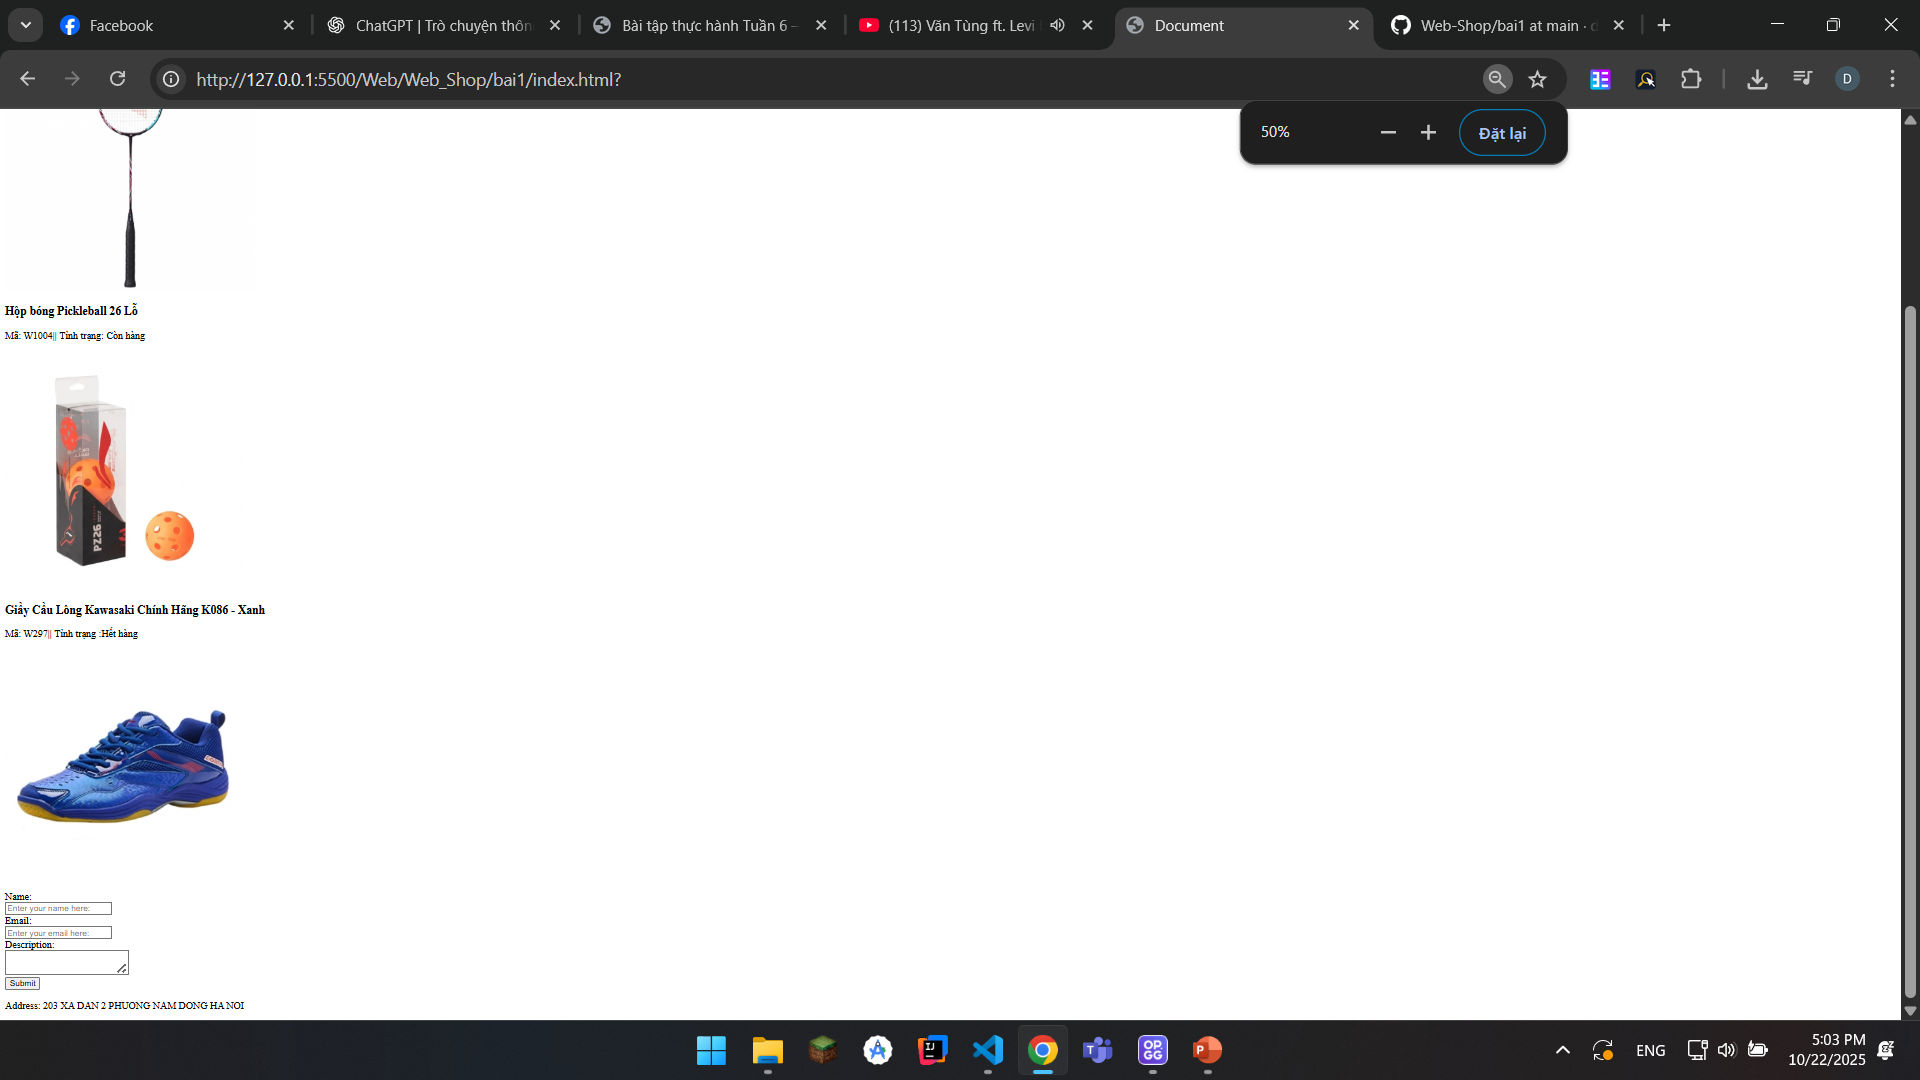 Facebook
ChatGPT | Trò chuyện thôn
Bài tập thực hành Tuần 6 –
(113) Văn Tùng ft. Levi
Document
Web-Shop/bai1 at main · d
http://127.0.0.1:5500/Web/Web_Shop/bai1/index.html?
D
50%
Đặt lại
Hộp bóng Pickleball 26 Lỗ
Mã: W1004|| Tình trạng: Còn hàng
PZ26
Giầy Cầu Lông Kawasaki Chính Hãng K086 - Xanh
Mã: W297|| Tình trạng :Hết hàng
Name:
Enter your name here:
Email:
Enter your email here:
Description:
Submit
Address: 203 XA DAN 2 PHUONG NAM DONG HA NOI
ENG
5:03 PM
10/22/2025